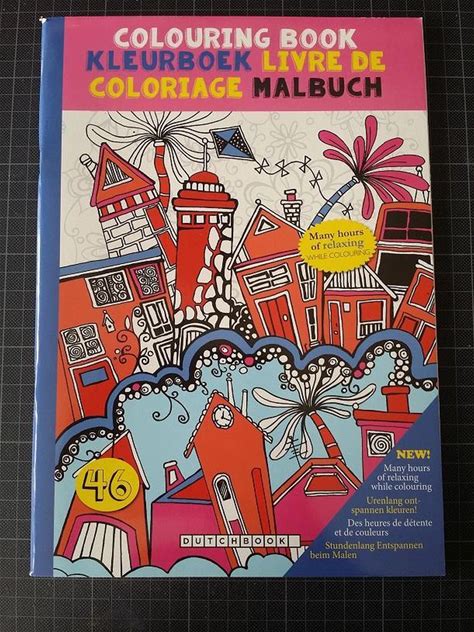 COLOURING BOOK
KLEURBOEK LIVRE DE
COLORIAGE MALBUCH
Many hours
of relaxing
WHILE COLOURING
46
NEW!
Many hours
of relaxing
while colouring
Urenlang ont-
spannen kleuren!
Des heures de détente
et de couleurs
Stundenlang Entspannen
beim Malen
DUTCHBOOK